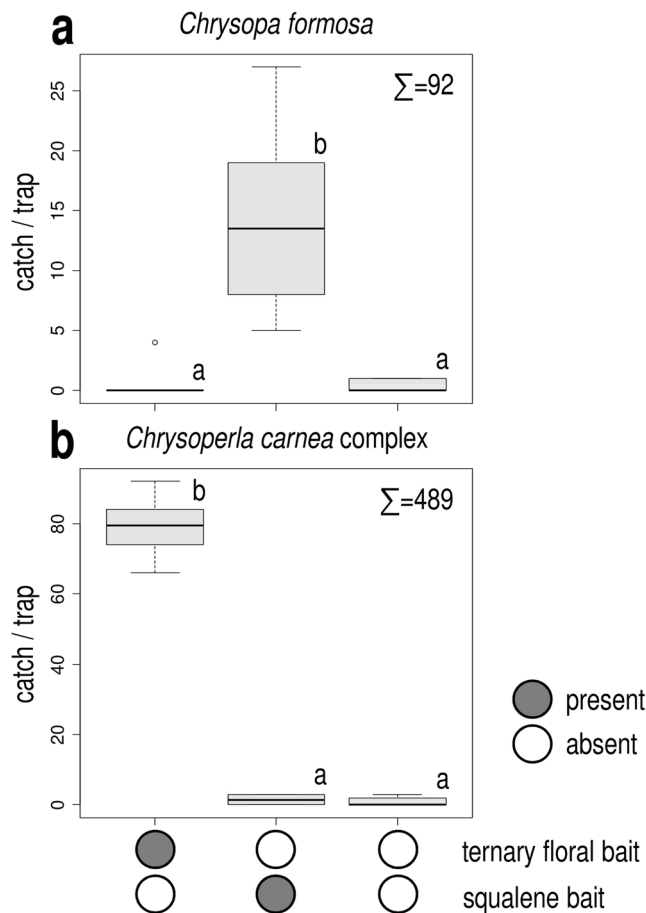 a
Chrysopa formosa
∑=92
25
20
15
10
5
0
catch / trap
a
b
a
b
Chrysoperla carnea complex
∑=489
80
60
40
20
0
catch / trap
b
a
a
present
absent
ternary floral bait
squalene bait